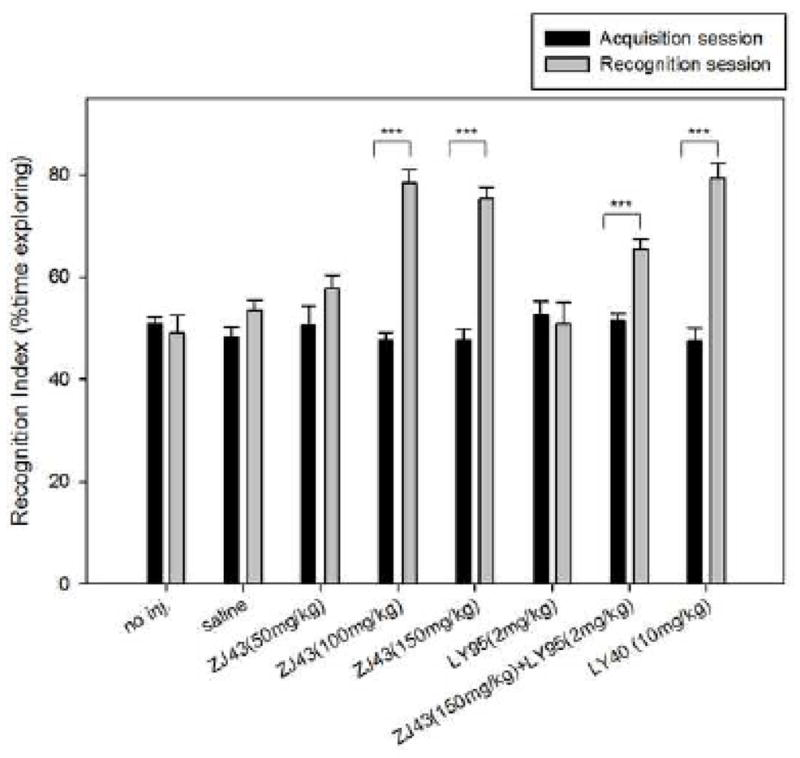 Acquisition session
Recognition session
Recognition Index (%time exploring)
80
60
40
20
0
***
***
***
***
no inj.
saline
ZJ43(50mg/kg)
ZJ43(100mg/kg)
ZJ43(150mg/kg)
LY95(2mg/kg)
ZJ43(150mg/kg)+LY95(2mg/kg)
LY40 (10mg/kg)